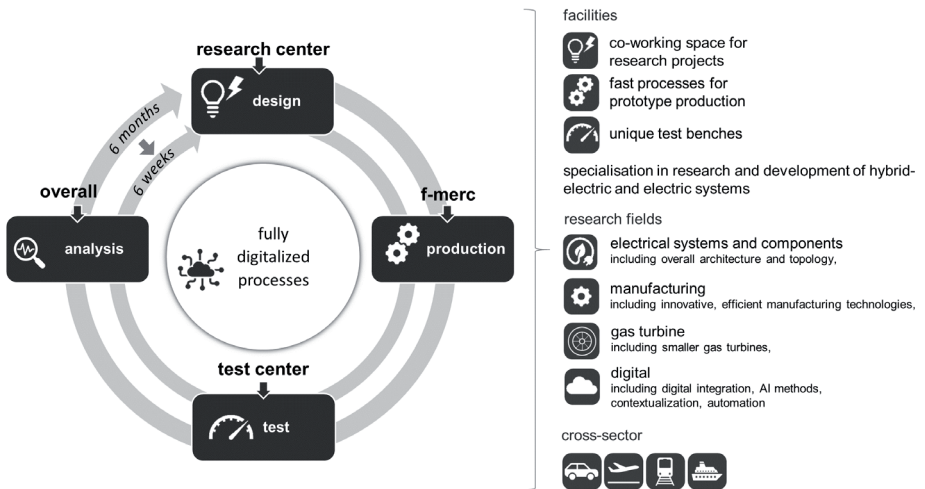 research center
design
6 months
6 weeks
overall
analysis
f-merc
production
fully
digitalized
processes
test center
test
facilities
co-working space for
research projects
fast processes for
prototype production
unique test benches
specialisation in research and development of hybrid-
electric and electric systems
research fields
electrical systems and components
including overall architecture and topology,
manufacturing
including innovative, efficient manufacturing technologies,
gas turbine
including smaller gas turbines,
digital
including digital integration, AI methods,
contextualization, automation
cross-sector